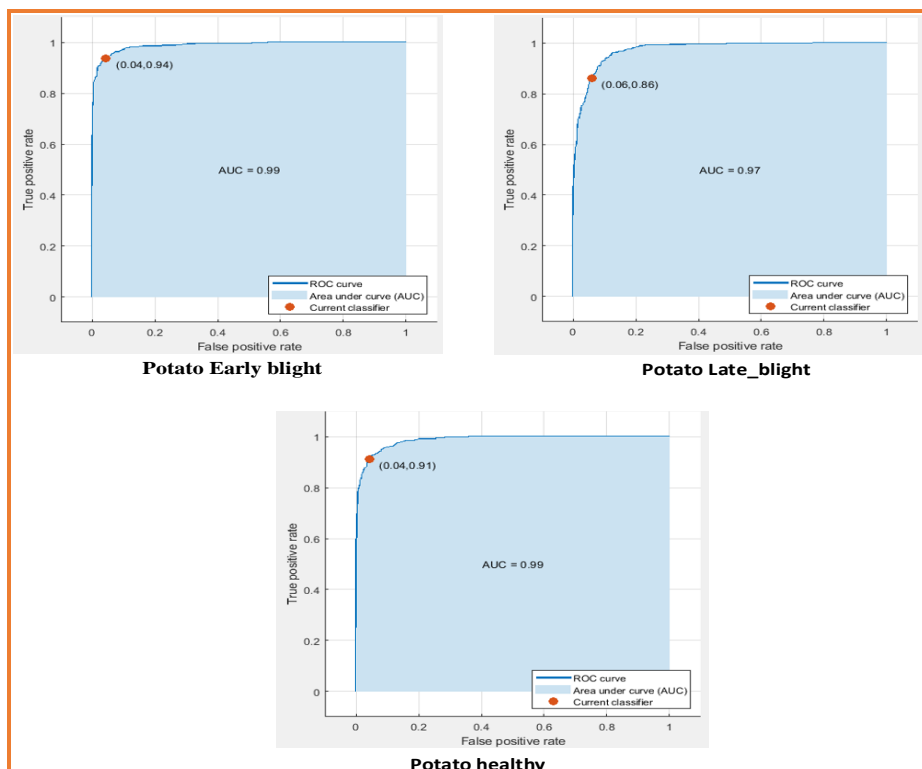 1
0.8
0.6
0.4
0.2
0
True positive rate
(0.04,0.94)
AUC = 0.99
ROC curve
Area under curve (AUC)
Current classifier
0 0.2 0.4 0.6 0.8 1
False positive rate
Potato Early blight
1
0.8
0.6
0.4
0.2
0
True positive rate
(0.06,0.86)
AUC = 0.97
ROC curve
Area under curve (AUC)
Current classifier
0 0.2 0.4 0.6 0.8 1
False positive rate
Potato Late_blight
1
0.8
0.6
0.4
0.2
0
True positive rate
(0.04,0.91)
AUC = 0.99
ROC curve
Area under curve (AUC)
Current classifier
0 0.2 0.4 0.6 0.8 1
False positive rate
Potato healthy